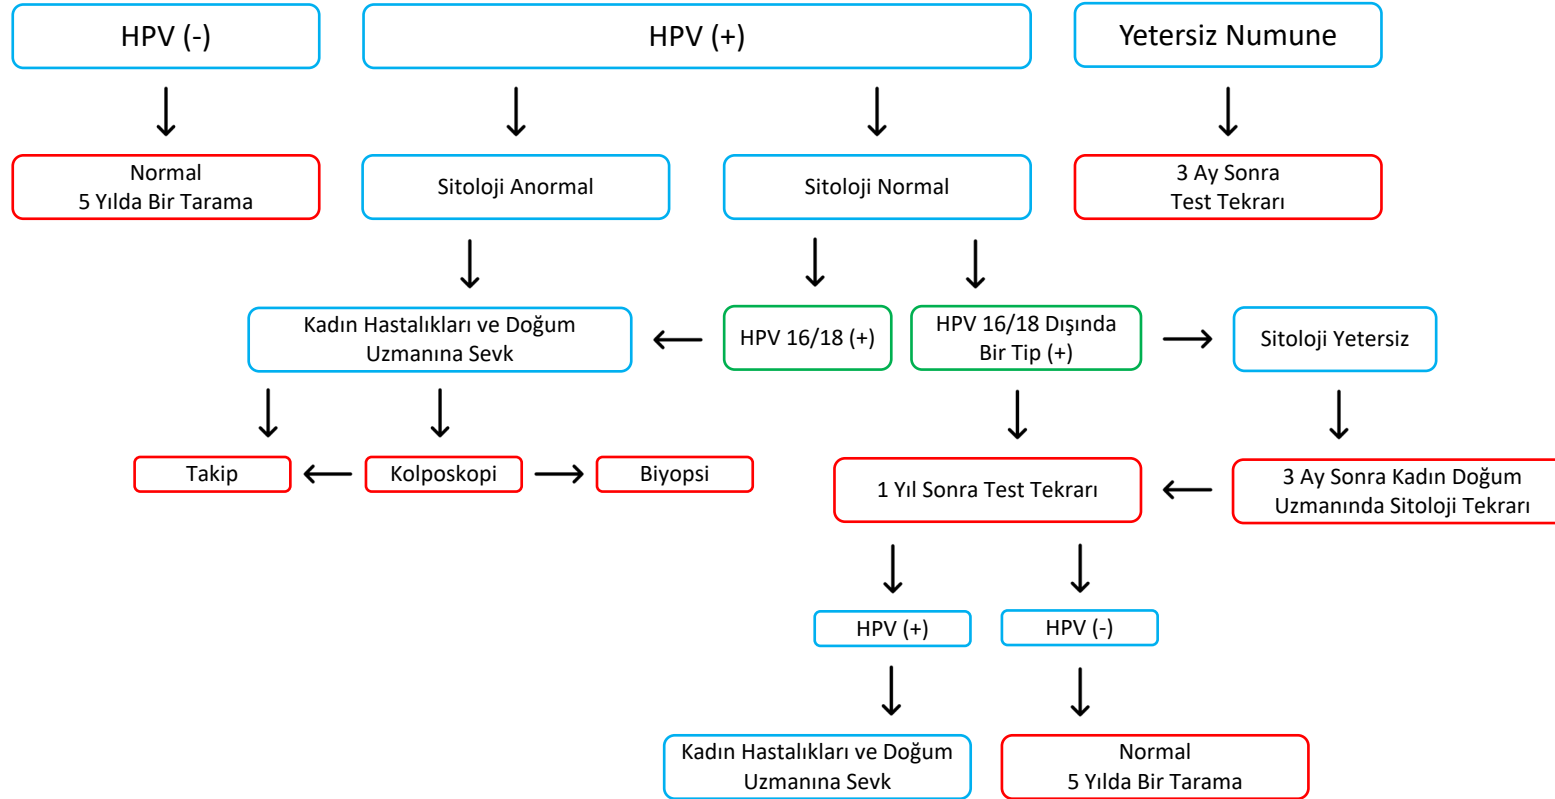 HPV (-)
HPV (+)
Yetersiz Numune
Normal
5 Yılda Bir Tarama
Sitoloji Anormal
Sitoloji Normal
3 Ay Sonra
Test Tekrarı
Kadın Hastalıkları ve Doğum
Uzmanına Sevk
HPV 16/18 (+)
HPV 16/18 Dışında
Bir Tip (+)
Sitoloji Yetersiz
Takip
Kolposkopi
Biyopsi
1 Yıl Sonra Test Tekrarı
3 Ay Sonra Kadın Doğum
Uzmanında Sitoloji Tekrarı
HPV (+)
HPV (-)
Kadın Hastalıkları ve Doğum
Uzmanına Sevk
Normal
5 Yılda Bir Tarama